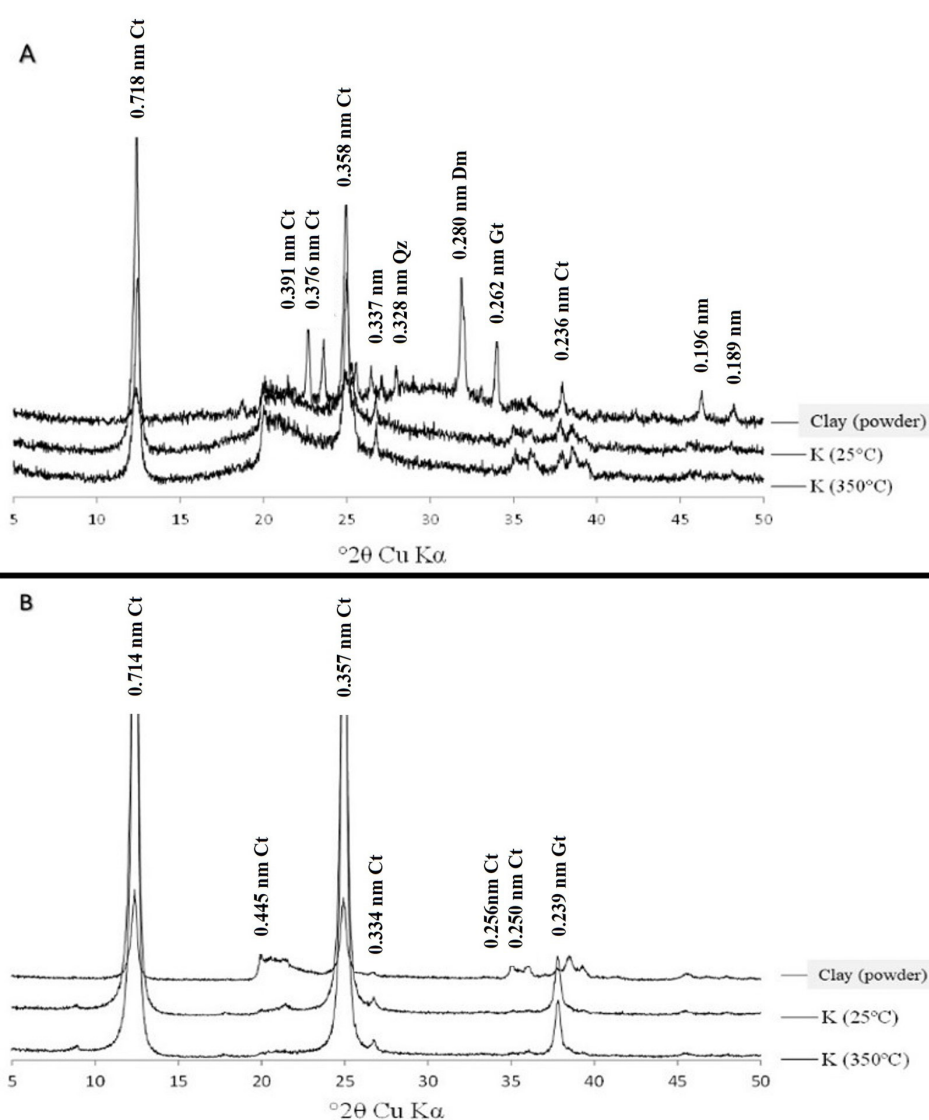 A
0.718 nm Ct
0.391 nm Ct
0.376 nm Ct
0.358 nm Ct
0.337 nm
0.328 nm Qz
0.280 nm Dm
0.262 nm Gt
0.236 nm Ct
0.196 nm
0.189 nm
Clay (powder)
K (25°C)
K (350°C)
5 10 15 20 25 30 35 40 45 50
°2θ Cu Kα
B
0.714 nm Ct
0.445 nm Ct
0.357 nm Ct
0.334 nm Ct
0.256nm Ct
0.250 nm Ct
0.239 nm Gt
Clay (powder)
K (25°C)
K (350°C)
5 10 15 20 25 30 35 40 45 50
°2θ Cu Kα